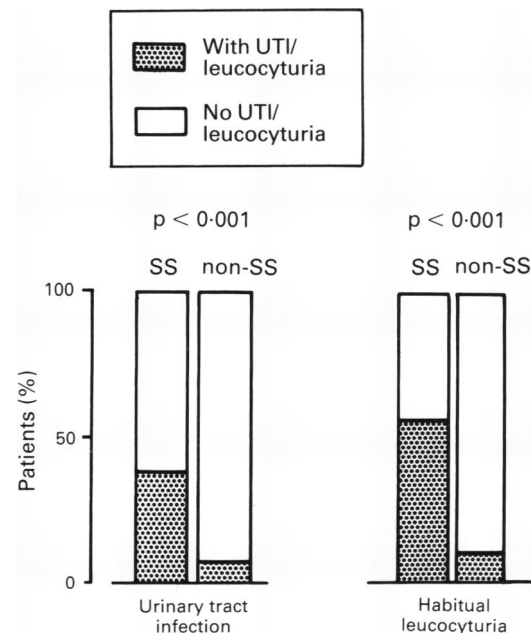 With UTI/
leucocyturia
No UTI/
leucocyturia
p < 0·001
p < 0·001
SS non-SS
SS non-SS
100
50
0
Patients (%)
Urinary tract
infection
Habitual
leucocyturia